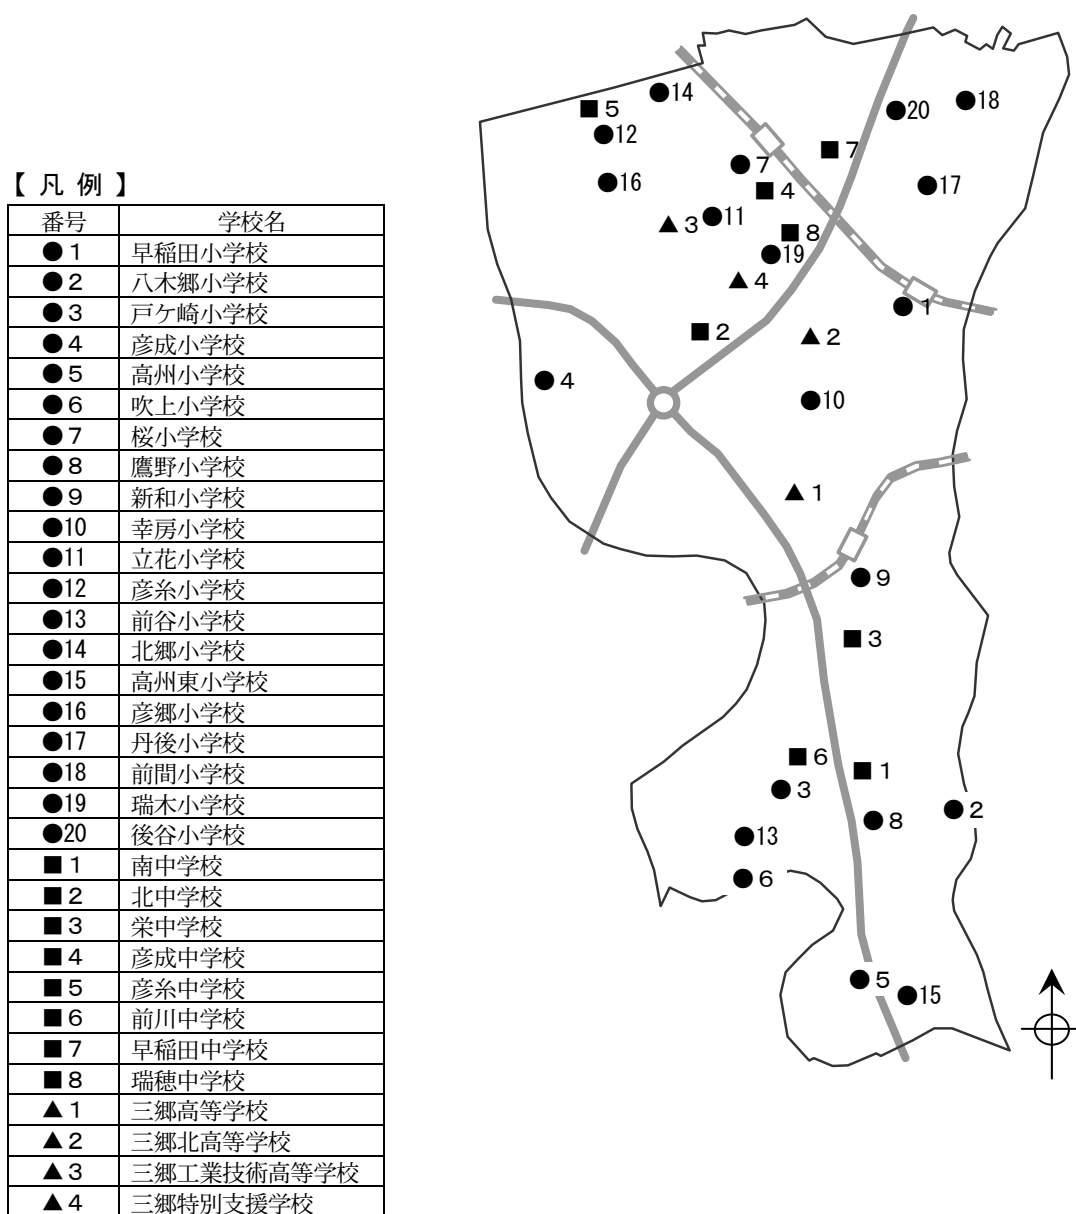 【 凡 例 】
番号 学校名
●1 早稲田小学校
●2 八木郷小学校
●3 戸ケ崎小学校
●4 彦成小学校
●5 高州小学校
●6 吹上小学校
●7 桜小学校
●8 鷹野小学校
●9 新和小学校
●10 幸房小学校
●11 立花小学校
●12 彦糸小学校
●13 前谷小学校
●14 北郷小学校
●15 高州東小学校
●16 彦郷小学校
●17 丹後小学校
●18 前間小学校
●19 瑞木小学校
●20 後谷小学校
■1 南中学校
■2 北中学校
■3 栄中学校
■4 彦成中学校
■5 彦糸中学校
■6 前川中学校
■7 早稲田中学校
■8 瑞穂中学校
▲1 三郷高等学校
▲2 三郷北高等学校
▲3 三郷工業技術高等学校
▲4 三郷特別支援学校
●14
■5
●18
●20
●12
■7
●7
●16
●17
■4
●11
▲3
■8
●19
▲4
●1
■2
▲2
●4
●10
▲1
●9
■3
■6
■1
●3
●2
●8
●13
●6
●5
●15